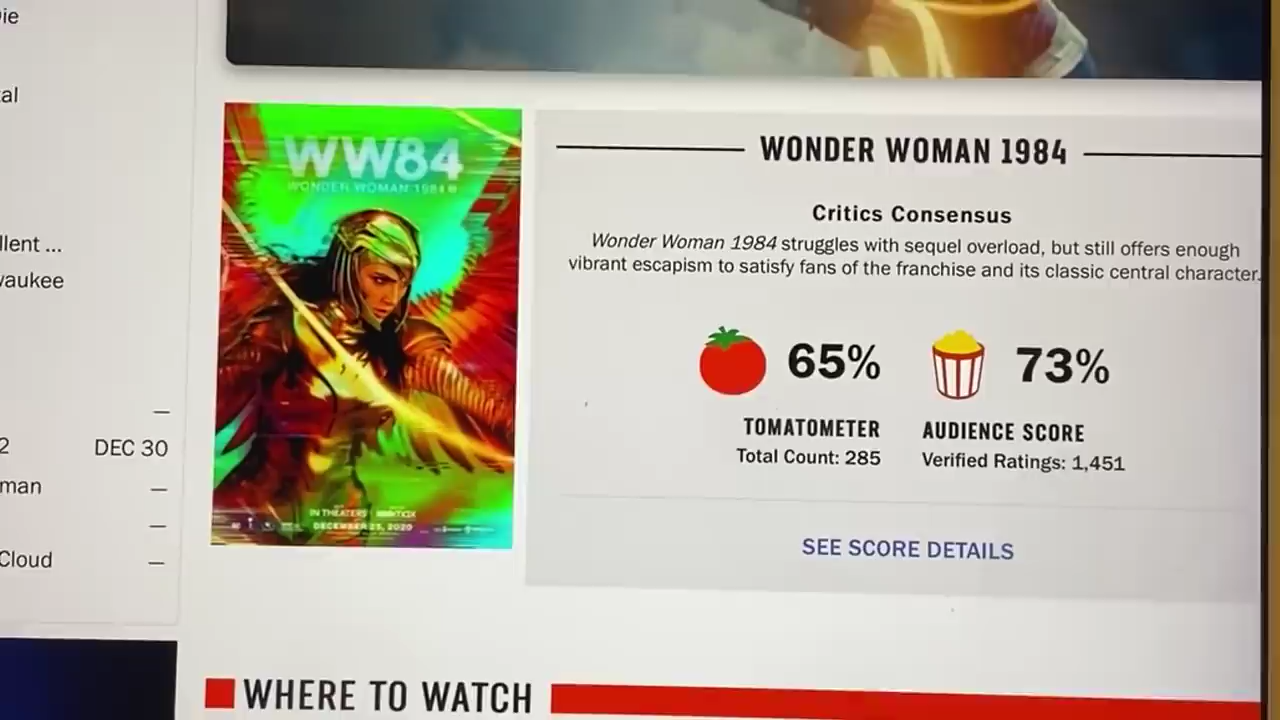 ie
tal
llent ...
vaukee
—
2 DEC 30
man —
—
Cloud —
WW84
WONDER WOMAN 1984
IN THEATERS
DECEMBER 25, 2020
WONDER WOMAN 1984
Critics Consensus
Wonder Woman 1984 struggles with sequel overload, but still offers enough
vibrant escapism to satisfy fans of the franchise and its classic central character.
65% 73%
TOMATOMETER AUDIENCE SCORE
Total Count: 285 Verified Ratings: 1,451
SEE SCORE DETAILS
WHERE TO WATCH